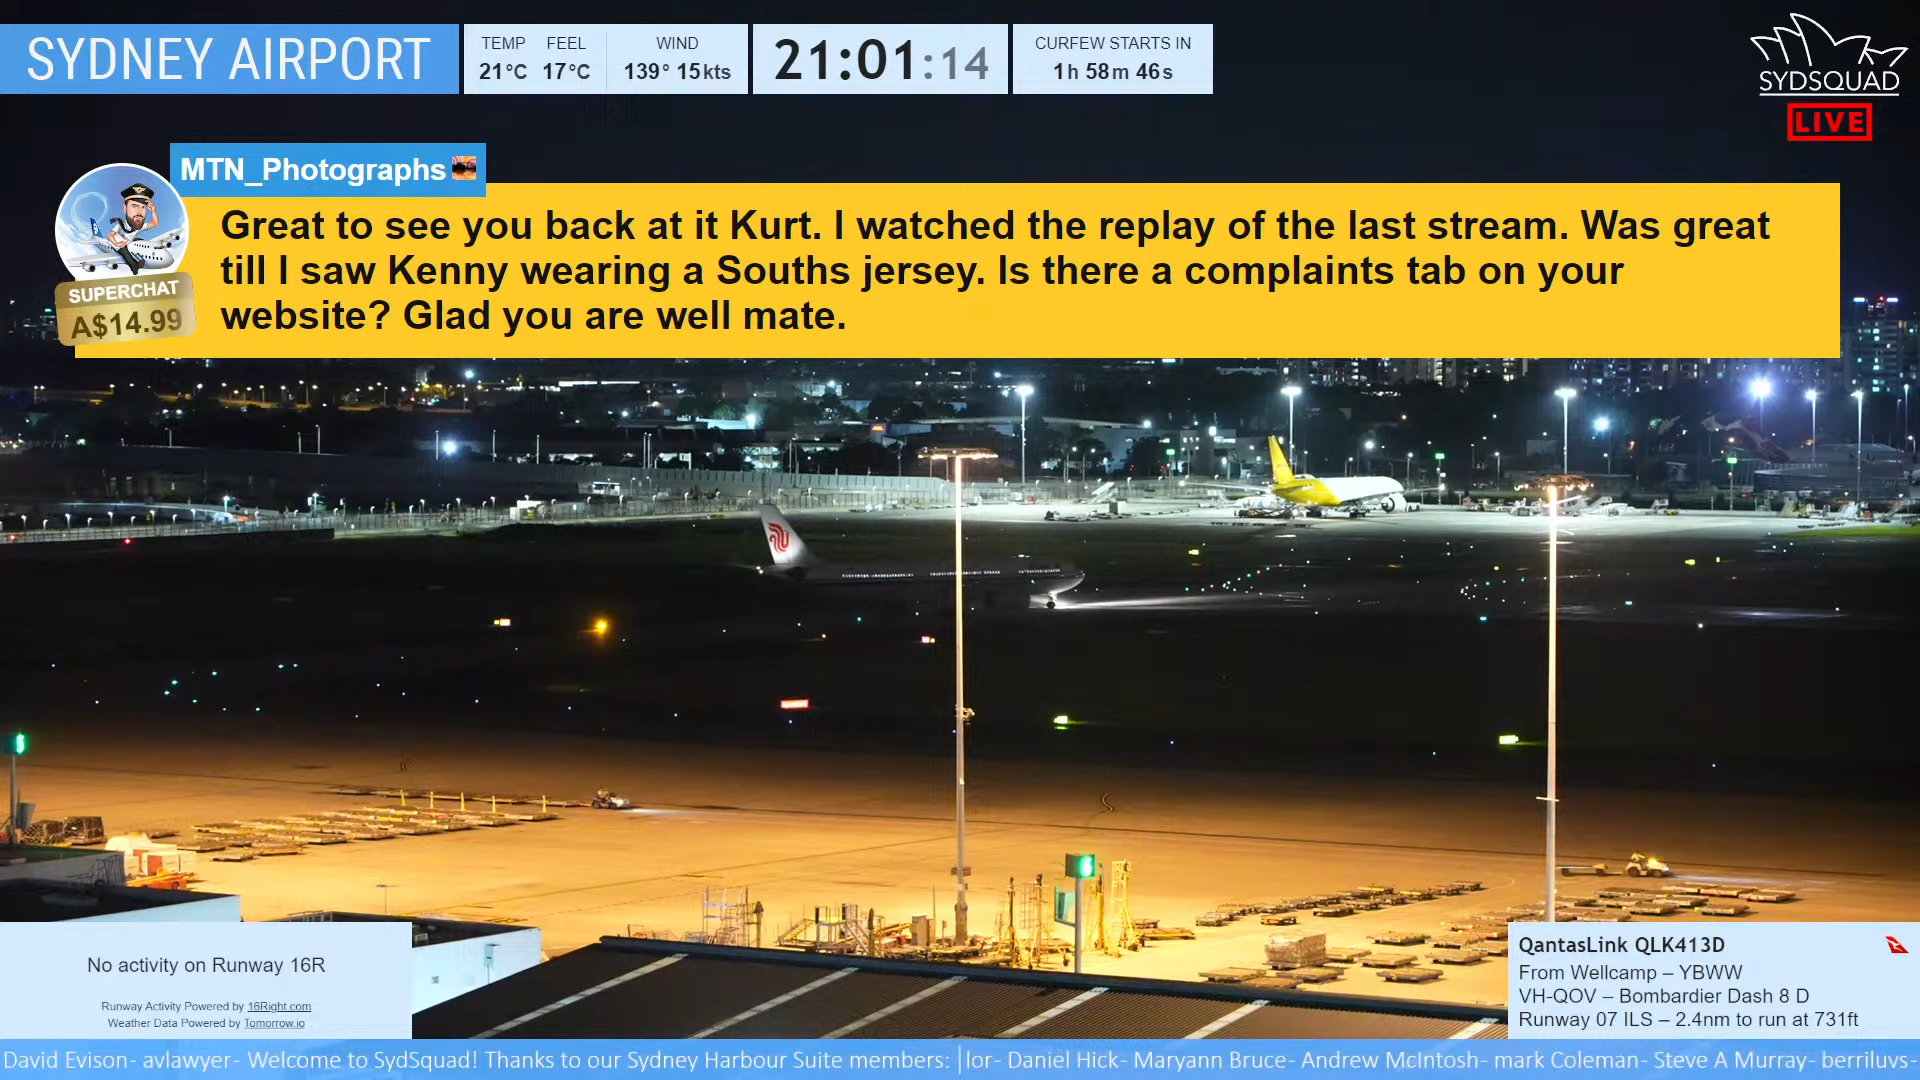 SYDNEY AIRPORT
TEMP FEEL WIND
21°C 17°C 139° 15kts
21:01:14
CURFEW STARTS IN
1h 58m 46s
SYDSQUAD
LIVE
MTN_Photographs
Great to see you back at it Kurt. I watched the replay of the last stream. Was great
till I saw Kenny wearing a Souths jersey. Is there a complaints tab on your
website? Glad you are well mate.
SUPERCHAT
A$14.99
No activity on Runway 16R
Runway Activity Powered by 16Right.com
Weather Data Powered by Tomorrow.io
QantasLink QLK413D
From Wellcamp – YBWW
VH-QOV – Bombardier Dash 8 D
Runway 07 ILS – 2.4nm to run at 731ft
David Evison- avlawyer- Welcome to SydSquad! Thanks to our Sydney Harbour Suite members: |lor- Daniel Hick- Maryann Bruce- Andrew McIntosh- mark Coleman- Steve A Murray- berriluvs-